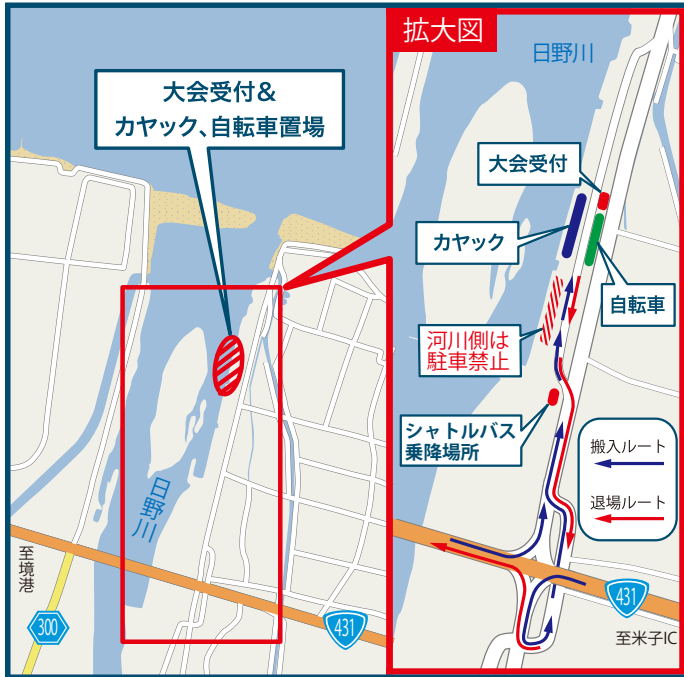 大会受付&
カヤック、自転車置場
日野川
至境港
300
431
拡大図
日野川
大会受付
カヤック
自転車
河川側は
駐車禁止
シャトルバス
乗降場所
搬入ルート
退場ルート
431
至米子IC